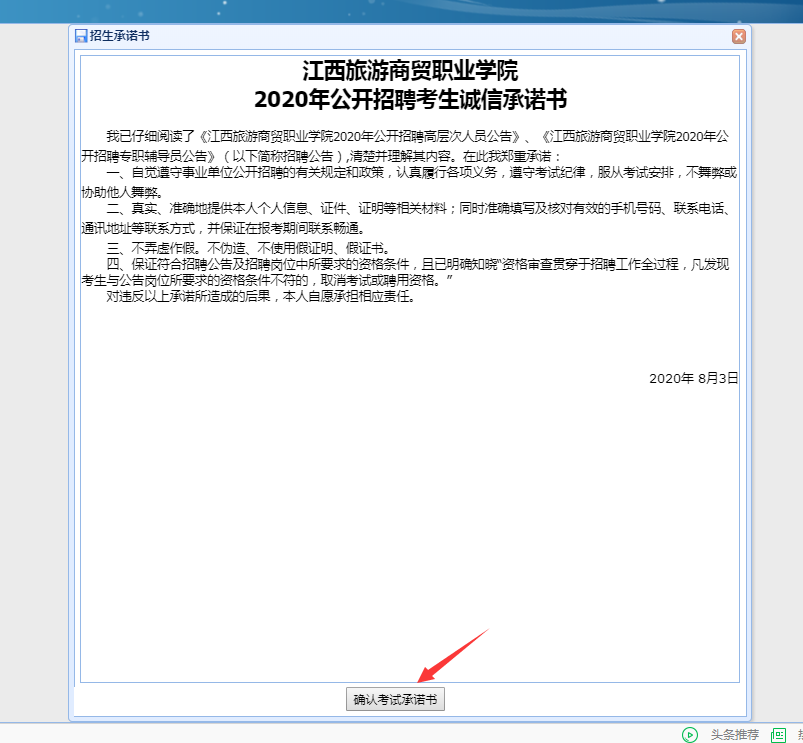 招生承诺书
江西旅游商贸职业学院
2020年公开招聘考生诚信承诺书
我已仔细阅读了《江西旅游商贸职业学院2020年公开招聘高层次人员公告》、《江西旅游商贸职业学院2020年公
开招聘专职辅导员公告》（以下简称招聘公告）,清楚并理解其内容。在此我郑重承诺：
一、自觉遵守事业单位公开招聘的有关规定和政策，认真履行各项义务，遵守考试纪律，服从考试安排，不舞弊或
协助他人舞弊。
二、真实、准确地提供本人个人信息、证件、证明等相关材料；同时准确填写及核对有效的手机号码、联系电话、
通讯地址等联系方式，并保证在报考期间联系畅通。
三、不弄虚作假。不伪造、不使用假证明、假证书。
四、保证符合招聘公告及招聘岗位中所要求的资格条件，且已明确知晓“资格审查贯穿于招聘工作全过程，凡发现
考生与公告岗位所要求的资格条件不符的，取消考试或聘用资格。”
对违反以上承诺所造成的后果，本人自愿承担相应责任。
2020年 8月3日
确认考试承诺书
头条推荐